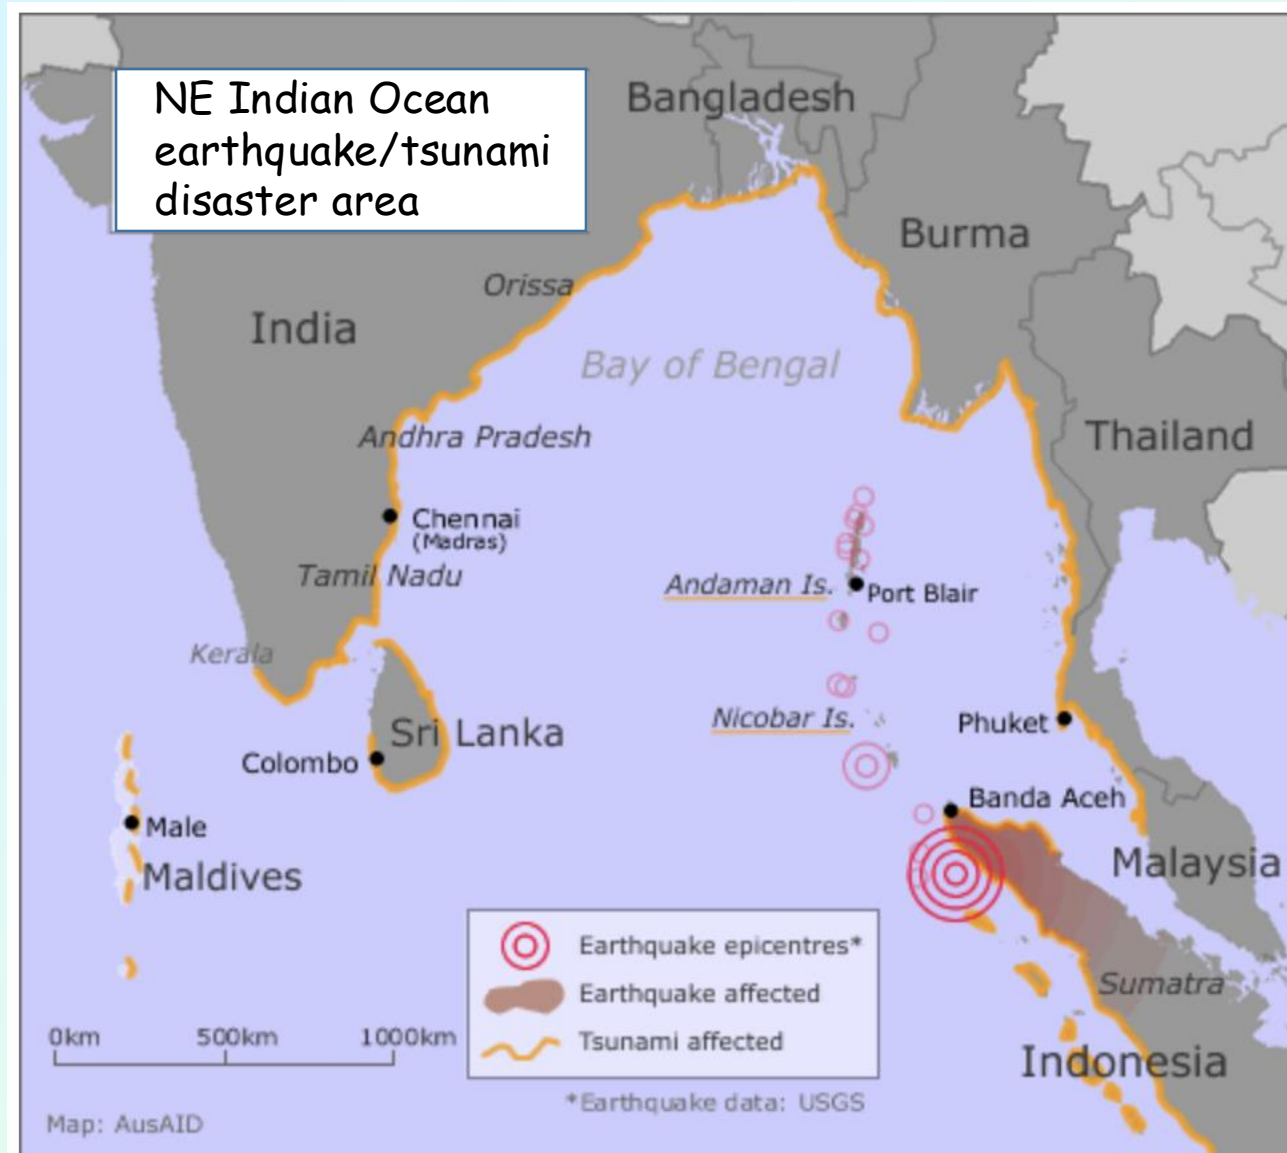 NE Indian Ocean
earthquake/tsunami
disaster area
Bangladesh
Burma
Orissa
India
Bay of Bengal
Andhra Pradesh
Thailand
Chennai
(Madras)
Tamil Nadu
Andaman Is.
Port Blair
Kerala
Nicobar Is.
Phuket
Sri Lanka
Colombo
Banda Aceh
Male
Malaysia
Maldives
Earthquake epicentres*
Earthquake affected
Sumatra
Tsunami affected
0km 500km 1000km
Indonesia
*Earthquake data: USGS
Map: AusAID